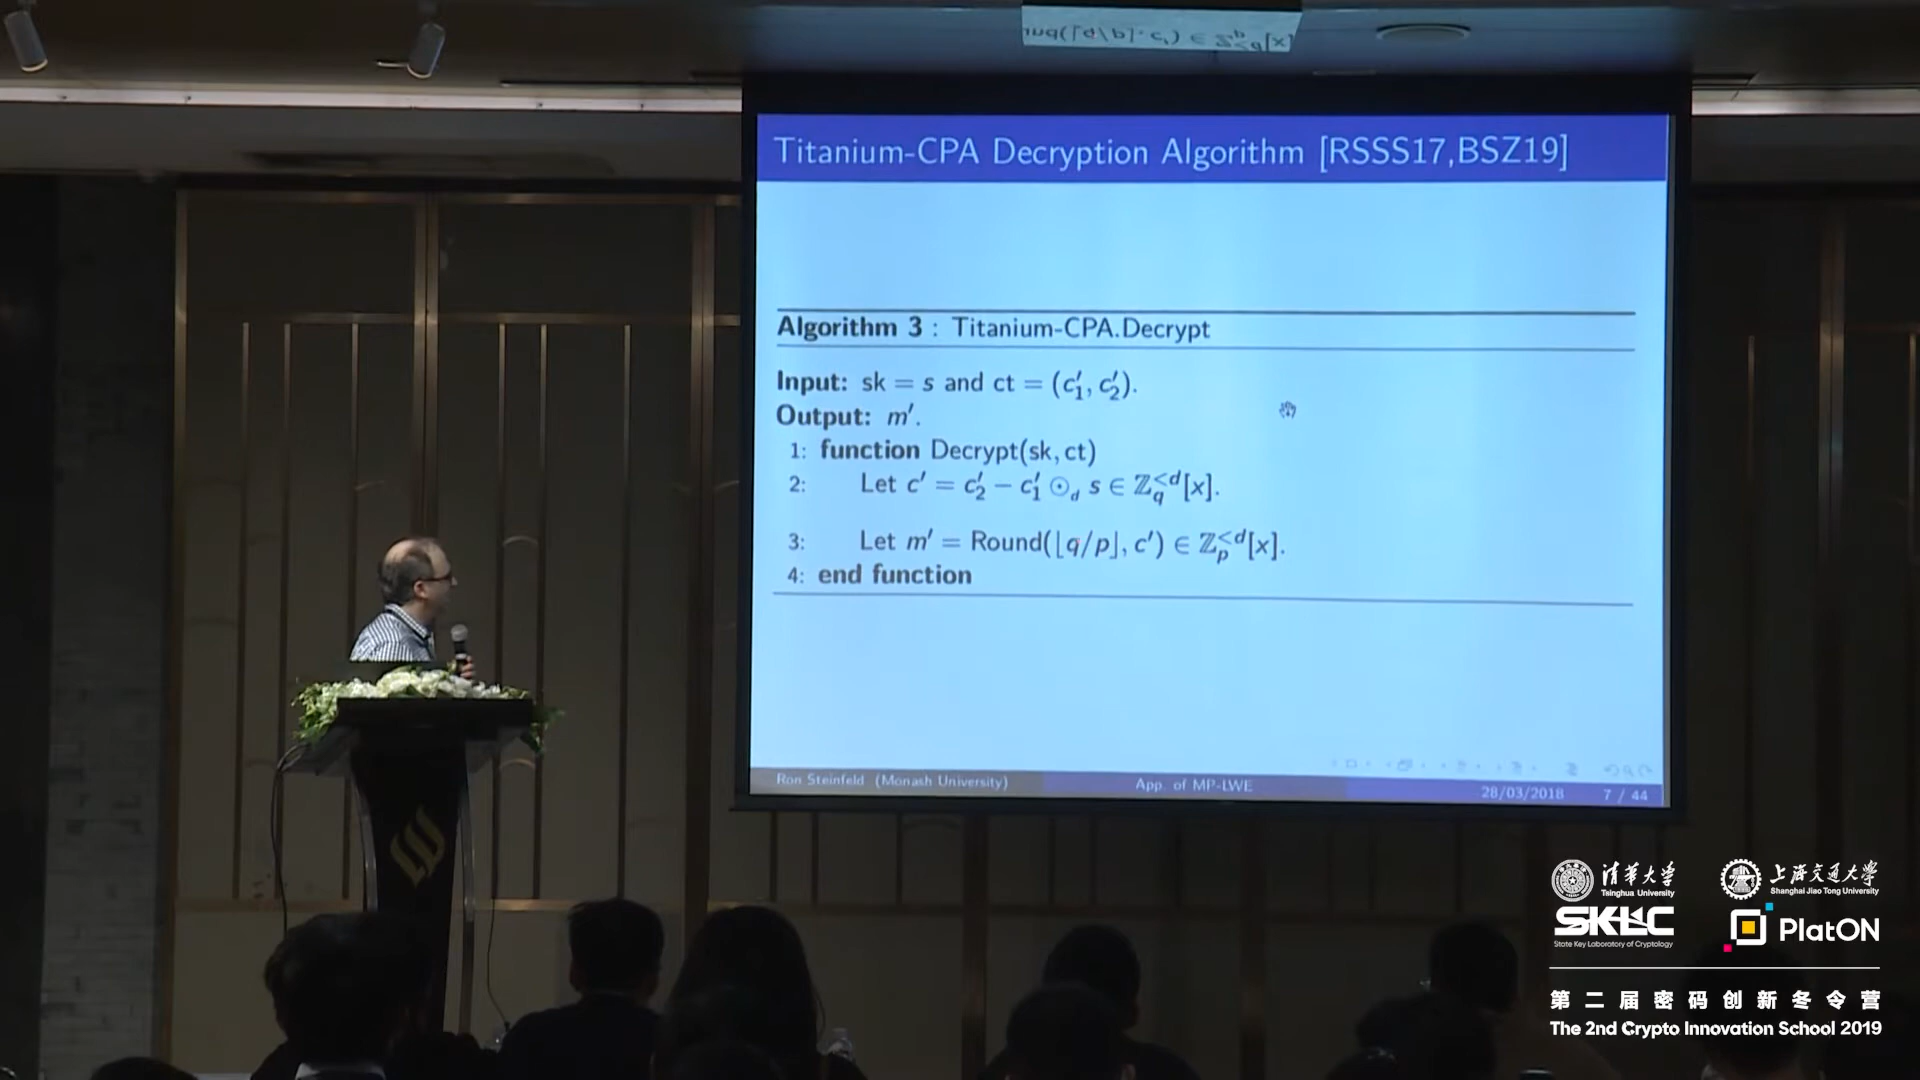 Titanium-CPA Decryption Algorithm [RSSS17,BSZ19]
Algorithm 3 : Titanium-CPA.Decrypt
Input: sk = s and ct = (c′₁, c′₂).
Output: m′.
1: function Decrypt(sk, ct)
2: Let c′ = c′₂ − c′₁ ⊙_d s ∈ ℤ_q^{<d}[x].
3: Let m′ = Round(⌊q/p⌋, c′) ∈ ℤ_p^{<d}[x].
4: end function
Ron Steinfeld (Monash University) App. of MP-LWE 28/03/2018 7 / 44
清华大学 上海交通大学
Tsinghua University Shanghai Jiao Tong University
SKLC PlatON
State Key Laboratory of Cryptology
第二届密码创新冬令营
The 2nd Crypto Innovation School 2019